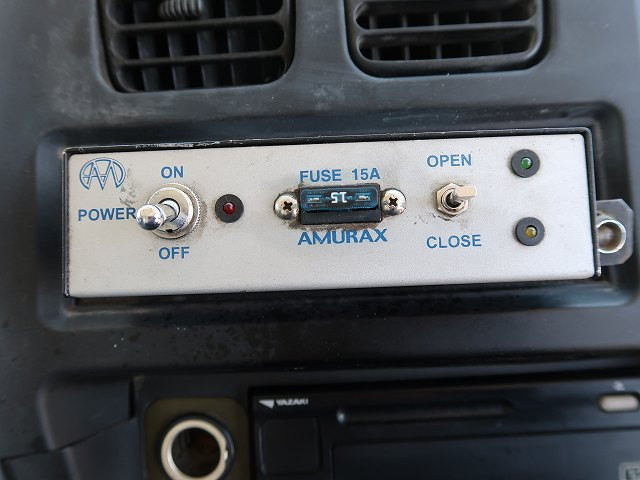 ON
FUSE 15A
OPEN
POWER
15
AMURAX
OFF
CLOSE
YAZAKI